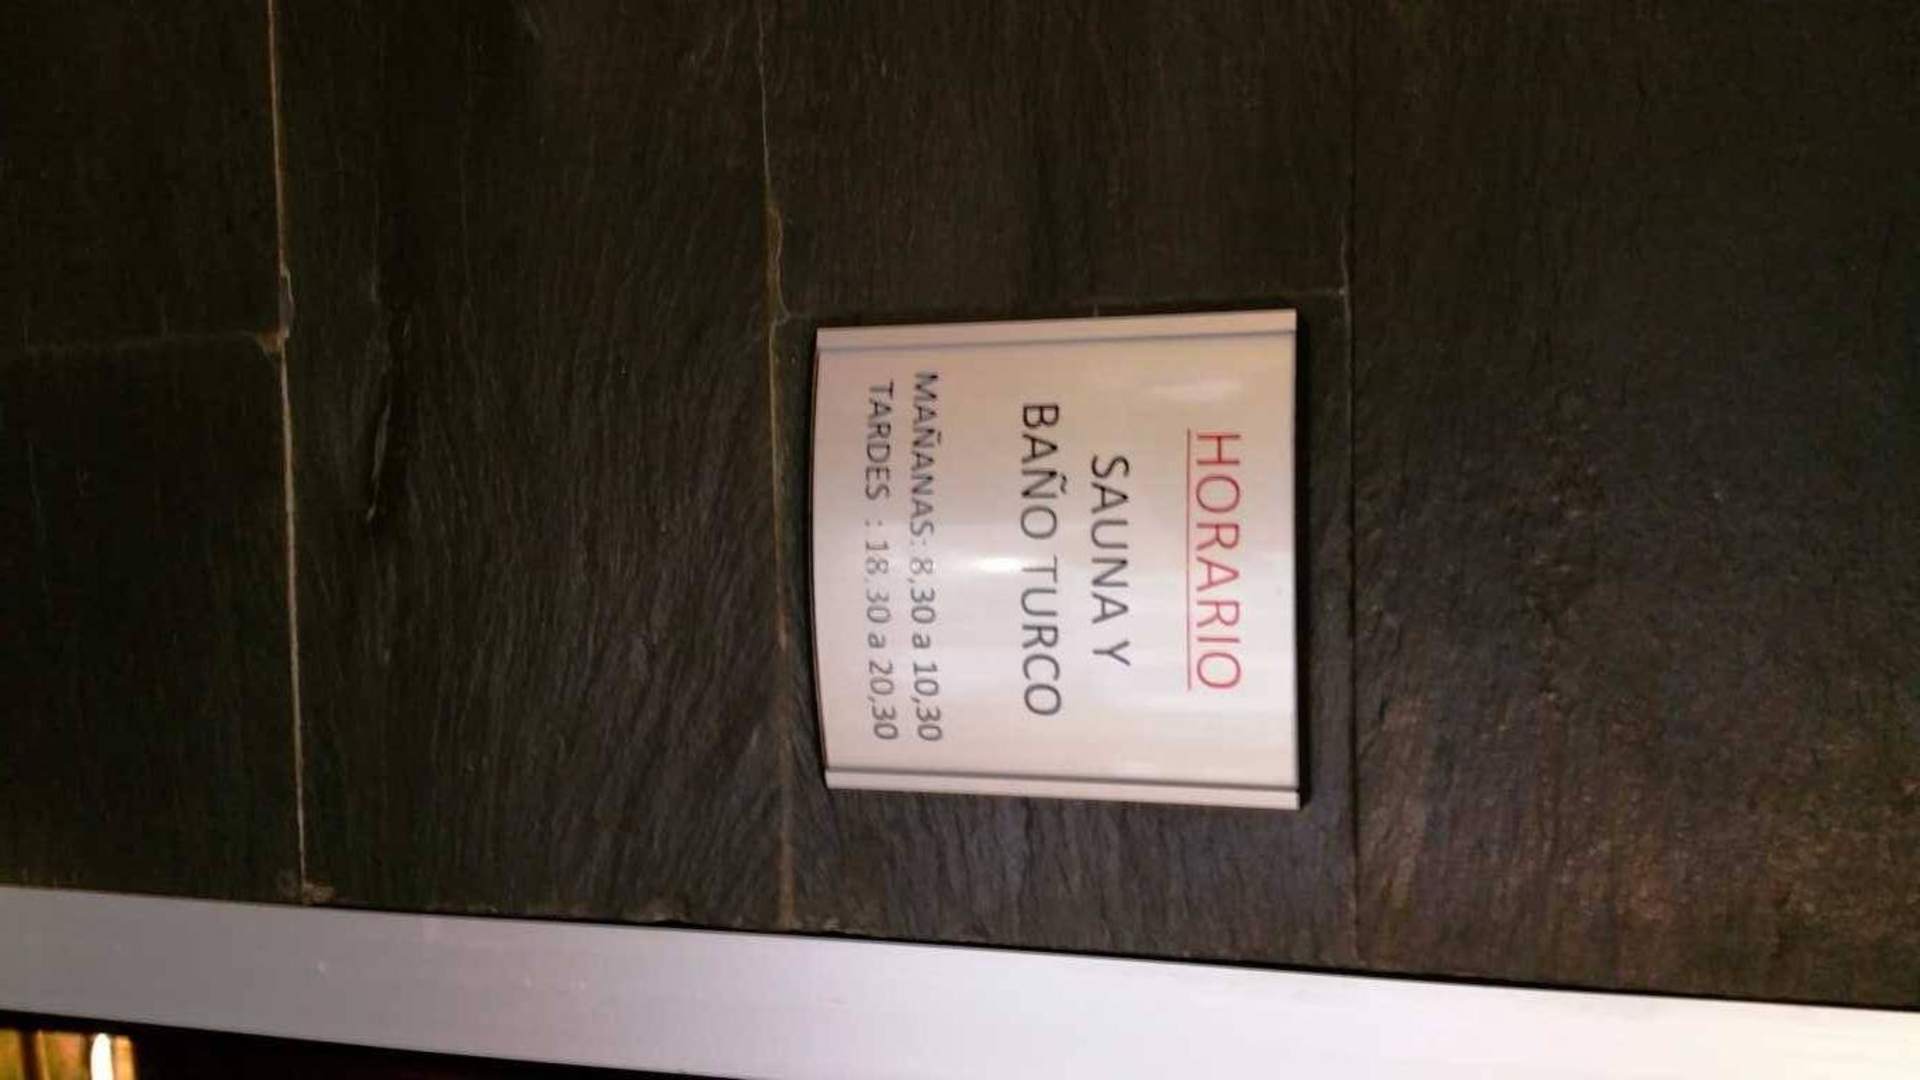 HORARIO
SAUNA Y
BAÑO TURCO
MAÑANAS: 8,30 a 10,30
TARDES : 18.30 a 20,30